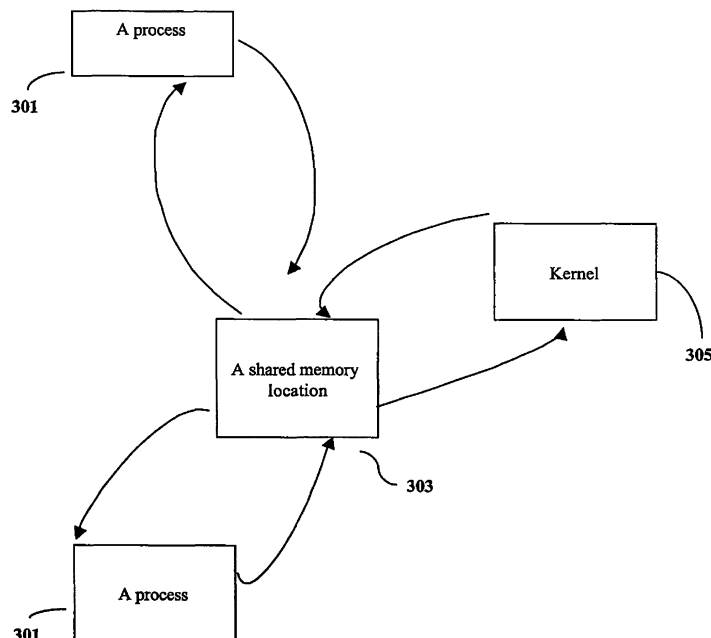 A process
301
Kernel
305
A shared memory
location
303
A process
301